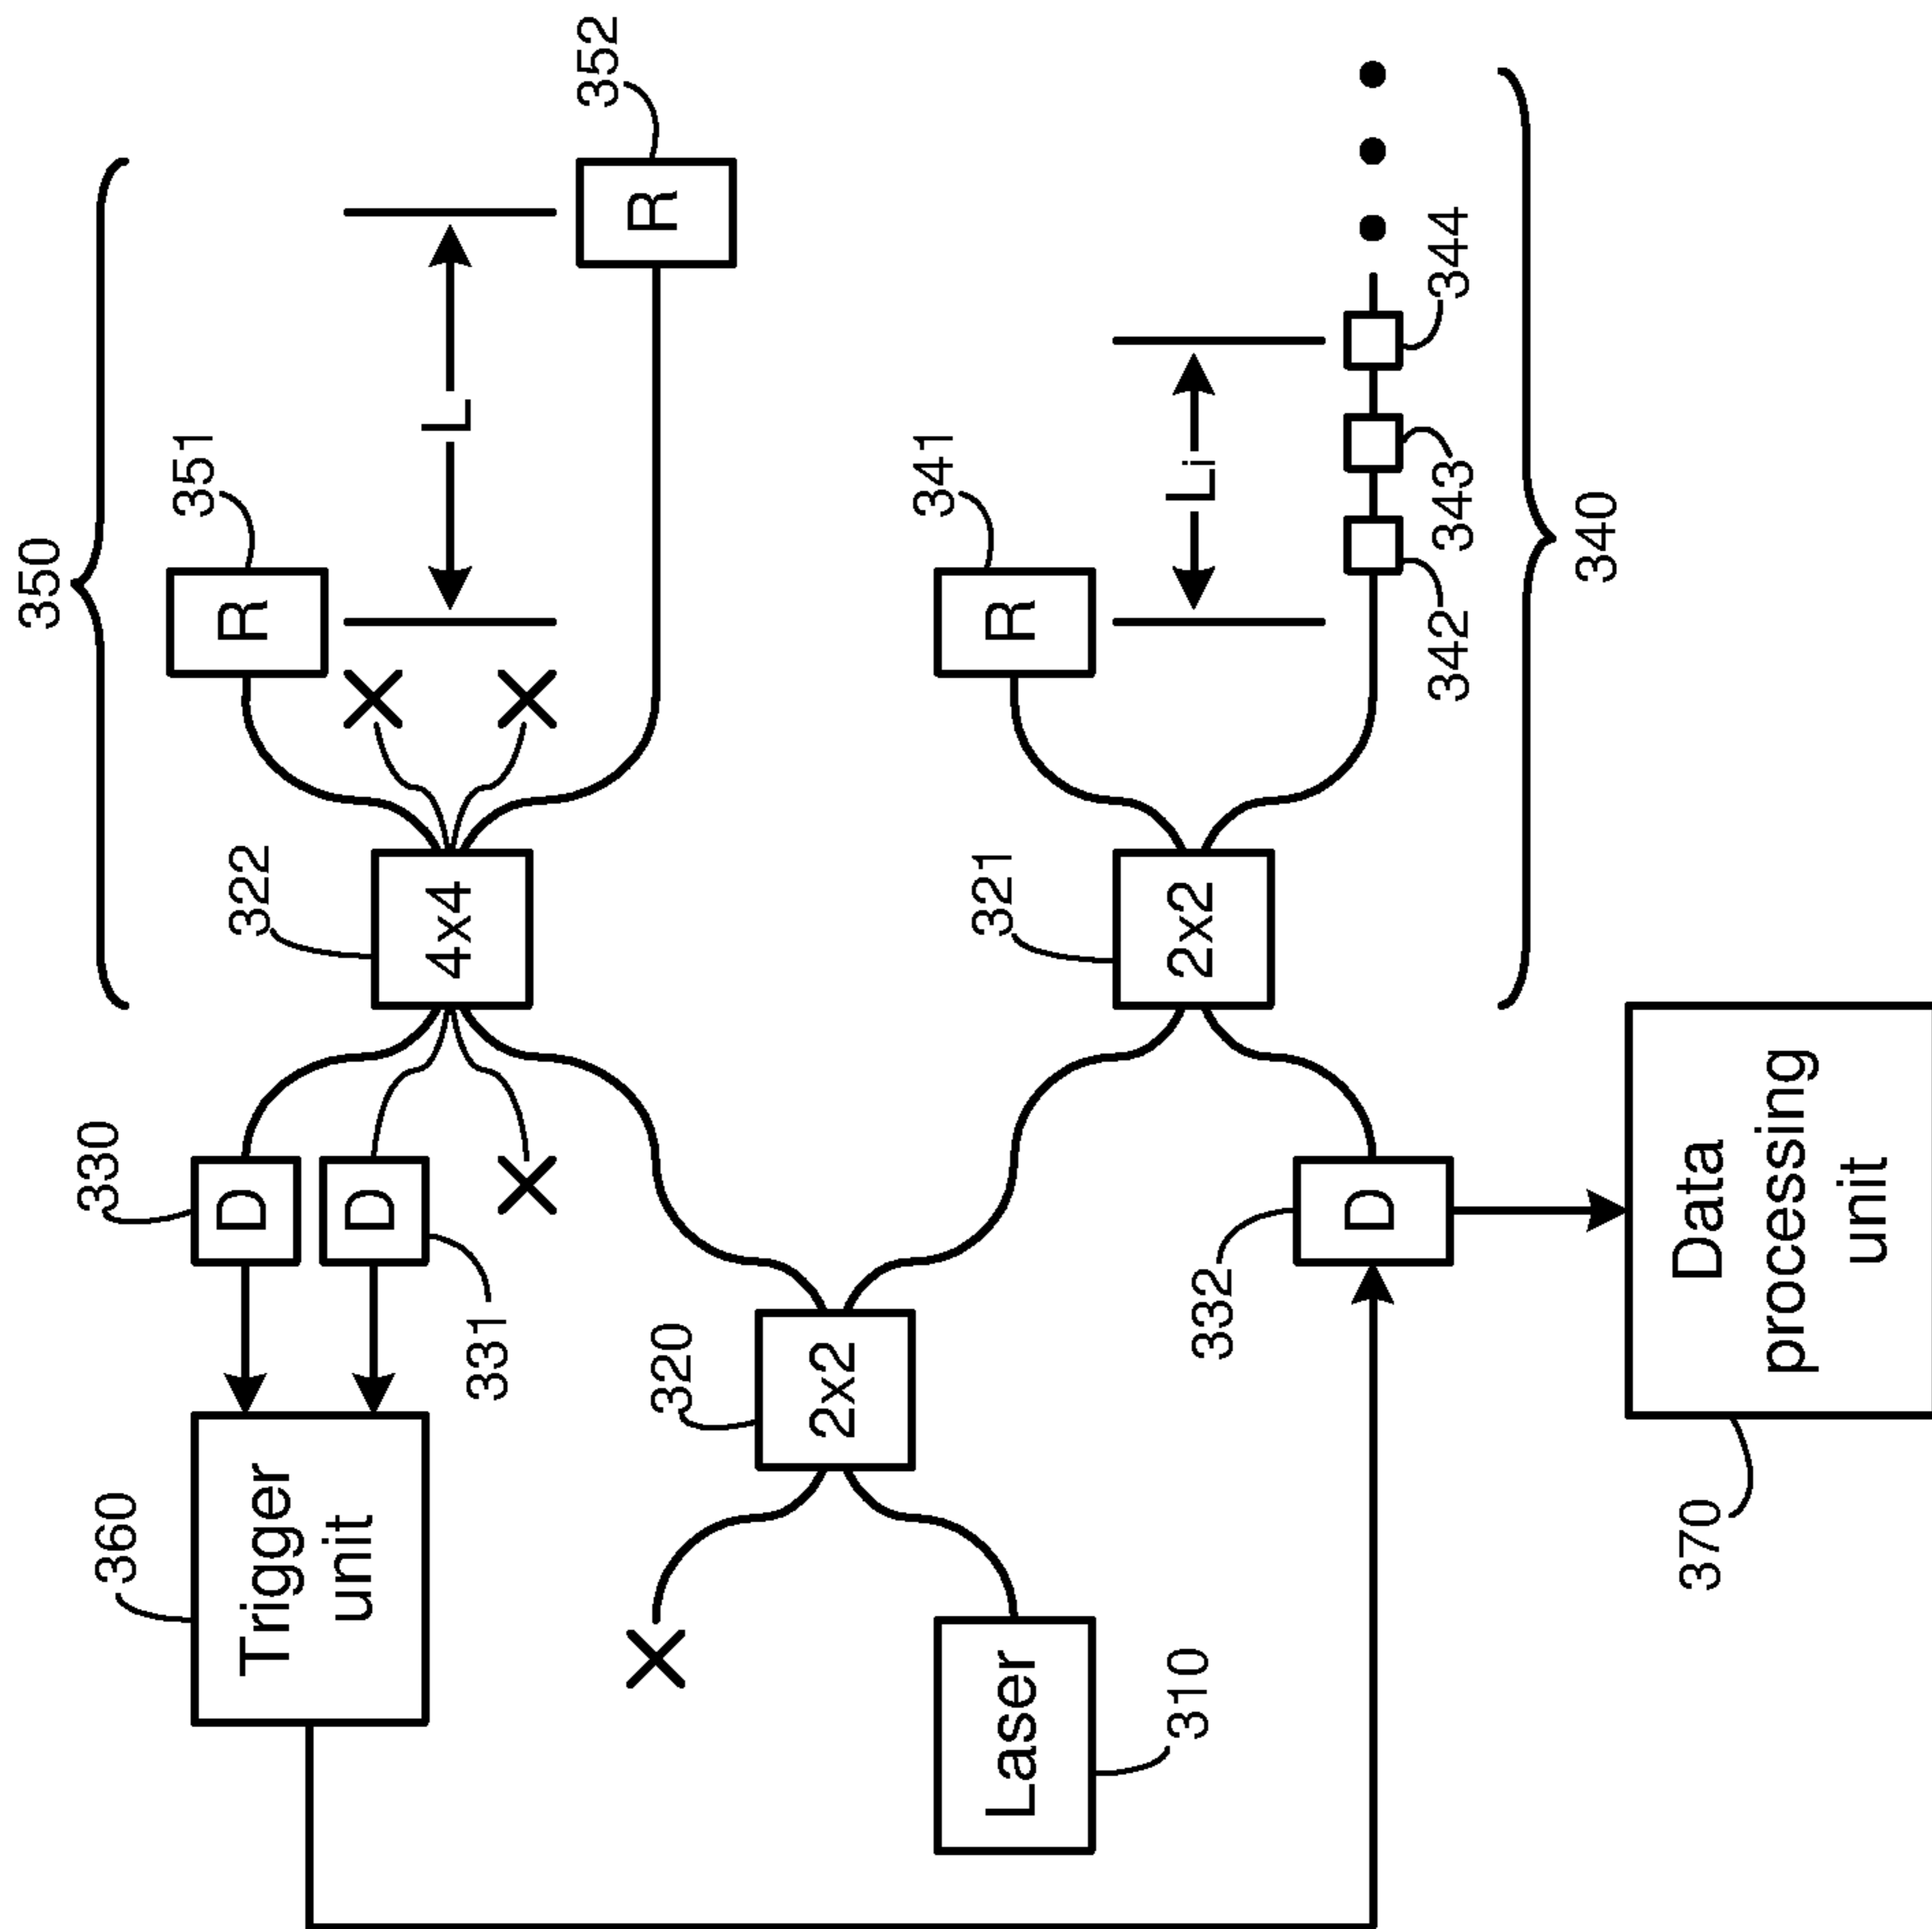 350
352
351
R
R
L
322
4x4
330
D
331
D
360
Trigger
unit
320
2x2
Laser
310
341
R
Li
344
343
342
340
321
2x2
332
D
Data
processing
unit
370
X
X
X
X